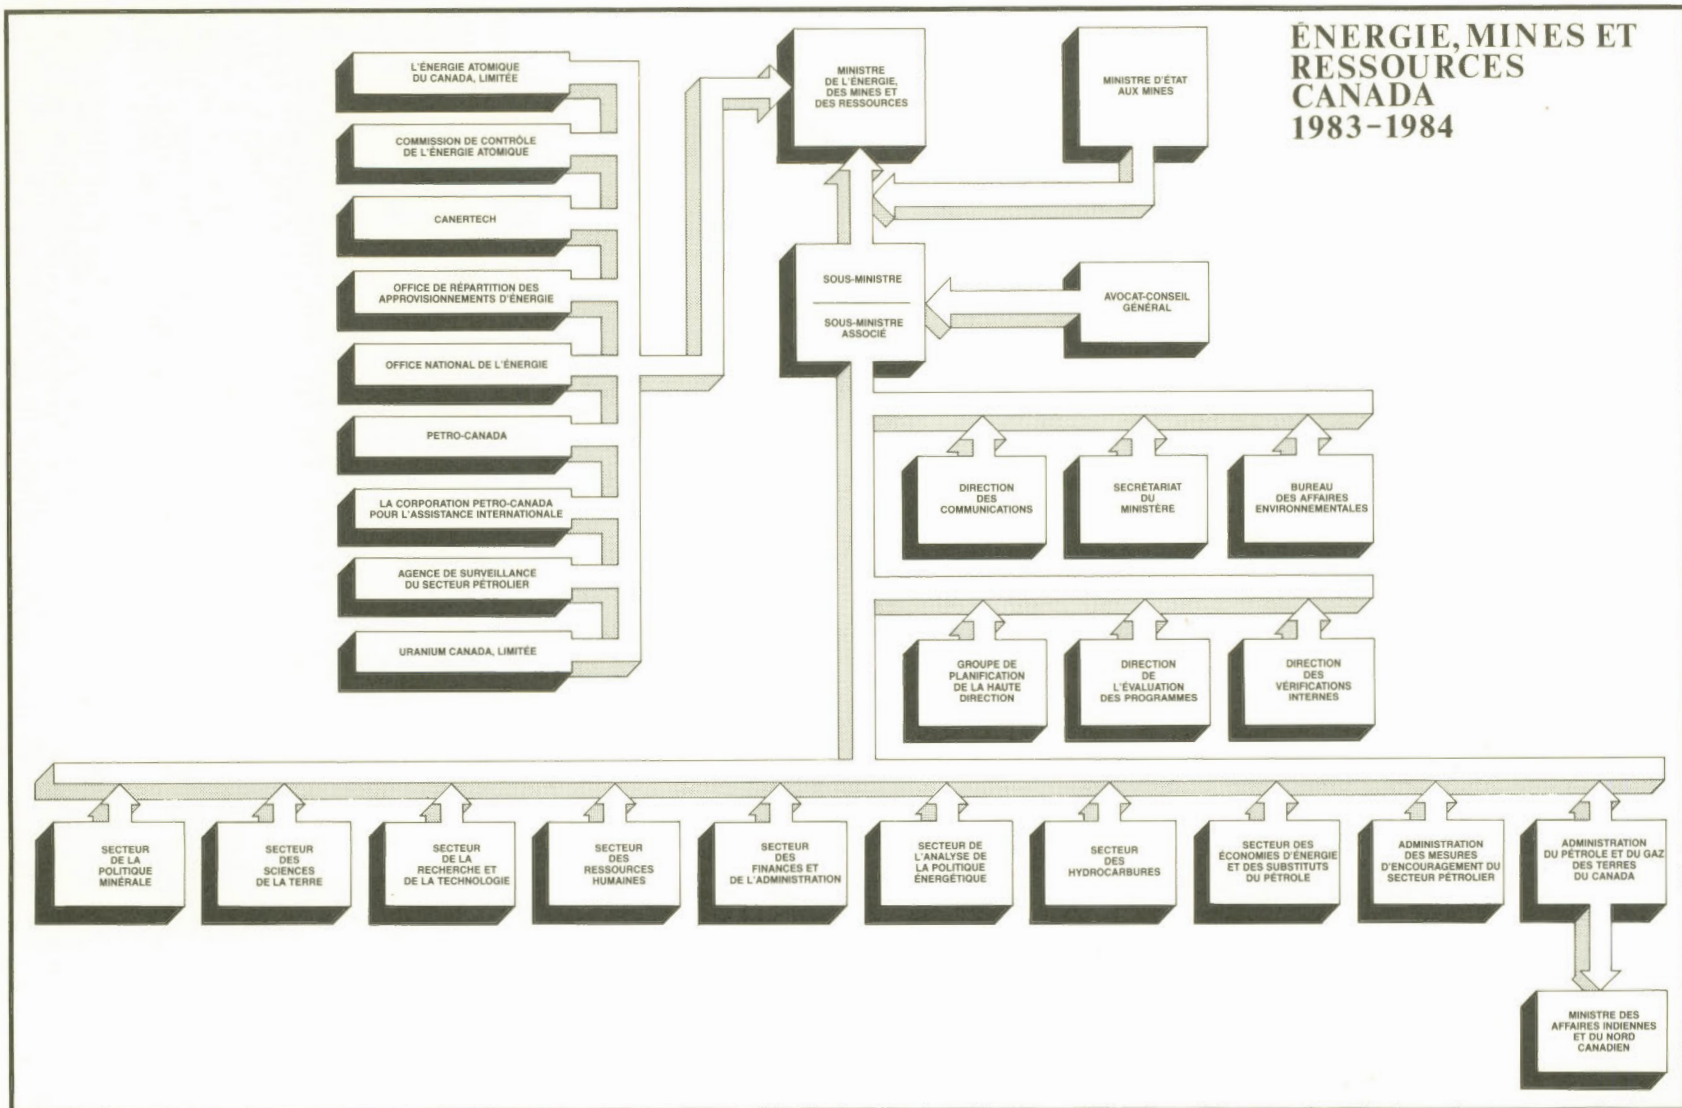 ÉNERGIE, MINES ET
RESSOURCES
CANADA
1983-1984
L'ÉNERGIE ATOMIQUE
DU CANADA, LIMITÉE
COMMISSION DE CONTRÔLE
DE L'ÉNERGIE ATOMIQUE
CANERTECH
OFFICE DE RÉPARTITION DES
APPROVISIONNEMENTS D'ÉNERGIE
OFFICE NATIONAL DE L'ÉNERGIE
PETRO-CANADA
LA CORPORATION PETRO-CANADA
POUR L'ASSISTANCE INTERNATIONALE
AGENCE DE SURVEILLANCE
DU SECTEUR PÉTROLIER
URANIUM CANADA, LIMITÉE
MINISTRE
DE L'ÉNERGIE,
DES MINES ET
DES RESSOURCES
MINISTRE D'ÉTAT
AUX MINES
SOUS-MINISTRE
SOUS-MINISTRE
ASSOCIÉ
AVOCAT-CONSEIL
GÉNÉRAL
DIRECTION
DES
COMMUNICATIONS
SECRÉTARIAT
DU
MINISTÈRE
BUREAU
DES AFFAIRES
ENVIRONNEMENTALES
GROUPE DE
PLANIFICATION
DE LA HAUTE
DIRECTION
DIRECTION
DE
L'ÉVALUATION
DES PROGRAMMES
DIRECTION
DES
VÉRIFICATIONS
INTERNES
SECTEUR
DE LA
POLITIQUE
MINÉRALE
SECTEUR
DES
SCIENCES
DE LA TERRE
SECTEUR
DE LA
RECHERCHE ET
DE LA TECHNOLOGIE
SECTEUR
DES
RESSOURCES
HUMAINES
SECTEUR
DES
FINANCES ET
DE L'ADMINISTRATION
SECTEUR DE
L'ANALYSE DE
LA POLITIQUE
ÉNERGÉTIQUE
SECTEUR
DES
HYDROCARBURES
SECTEUR DES
ÉCONOMIES D'ÉNERGIE
ET DES SUBSTITUTS
DU PÉTROLE
ADMINISTRATION
DES MESURES
D'ENCOURAGEMENT DU
SECTEUR PÉTROLIER
ADMINISTRATION
DU PÉTROLE ET DU GAZ
DES TERRES
DU CANADA
MINISTRE DES
AFFAIRES INDIENNES
ET DU NORD
CANADIEN